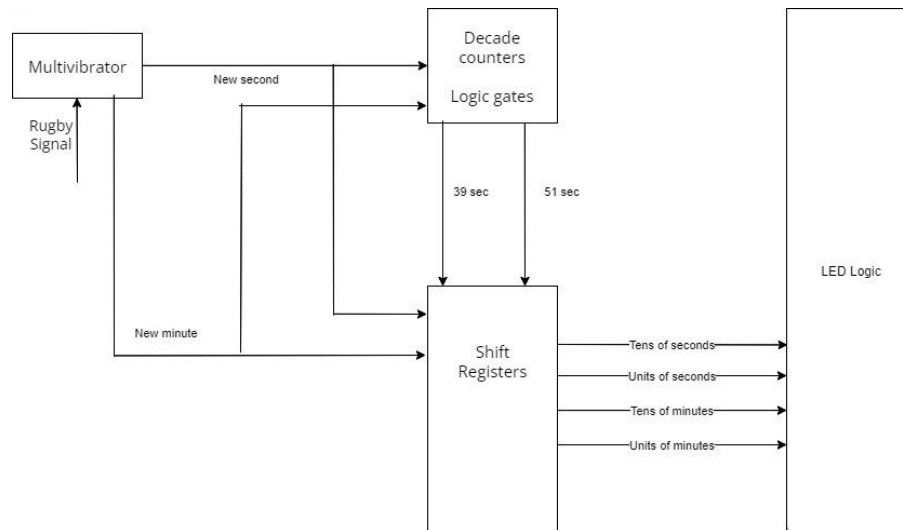 Decade
counters
Logic gates
Multivibrator
New second
Rugby
Signal
39 sec
51 sec
LED Logic
New minute
Shift
Registers
Tens of seconds
Units of seconds
Tens of minutes
Units of minutes